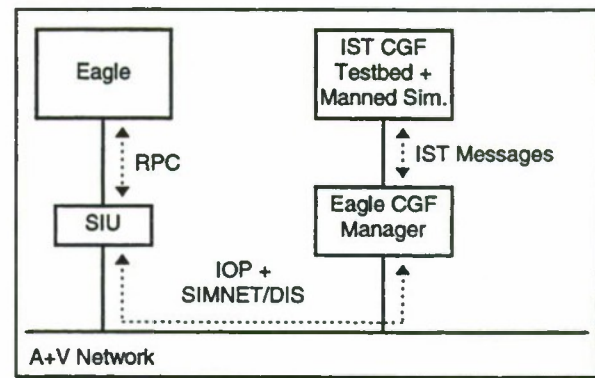 Eagle
IST CGF
Testbed +
Manned Sim.
RPC
IST Messages
SIU
Eagle CGF
Manager
IOP +
SIMNET/DIS
A+V Network